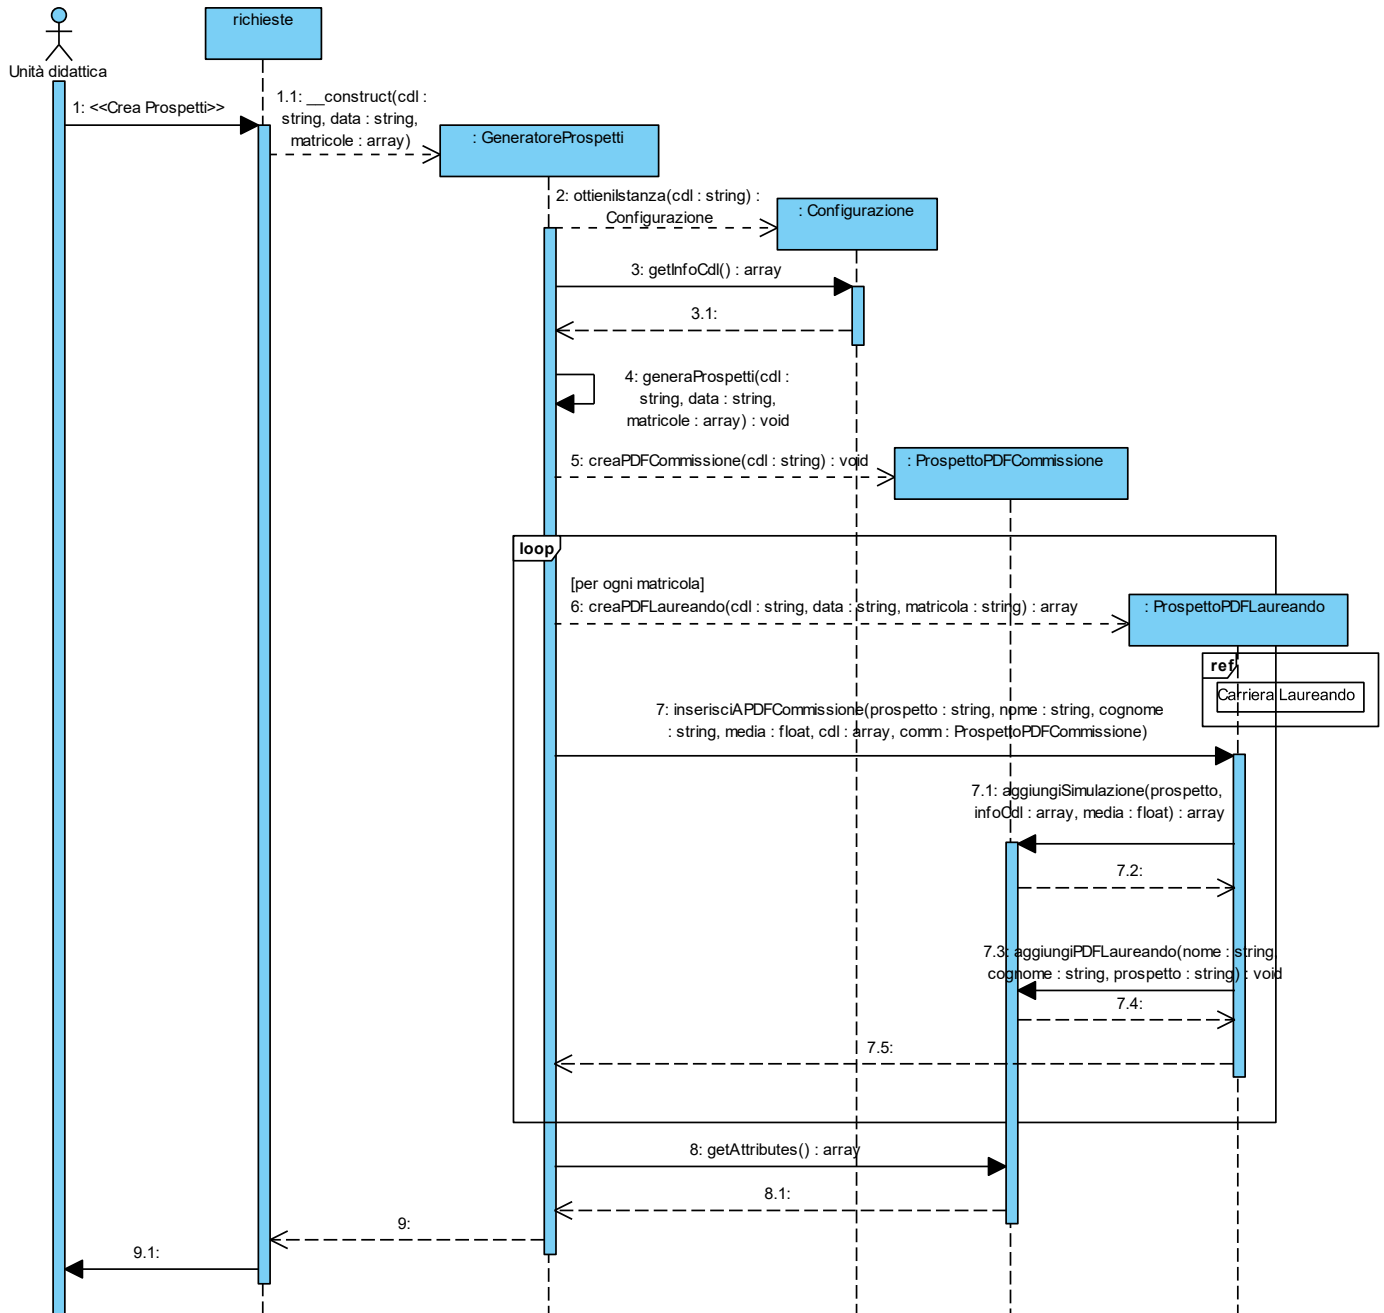 richieste
Unità didattica
1: <<Crea Prospetti>>
1.1: __construct(cdl :
string, data : string,
matricole : array)
: GeneratoreProspetti
2: ottieniIstanza(cdl : string) :
Configurazione
: Configurazione
3: getInfoCdl() : array
3.1:
4: generaProspetti(cdl :
string, data : string,
matricole : array) : void
5: creaPDFCommissione(cdl : string) : void
: ProspettoPDFCommissione
loop
[per ogni matricola]
6: creaPDFLaureando(cdl : string, data : string, matricola : string) : array
: ProspettoPDFLaureando
ref
Carriera Laureando
7: inserisciAPDFCommissione(prospetto : string, nome : string, cognome
: string, media : float, cdl : array, comm : ProspettoPDFCommissione)
7.1: aggiungiSimulazione(prospetto,
infoCdl : array, media : float) : array
7.2:
7.3: aggiungiPDFLaureando(nome : string,
cognome : string, prospetto : string) : void
7.4:
7.5:
8: getAttributes() : array
8.1:
9:
9.1: